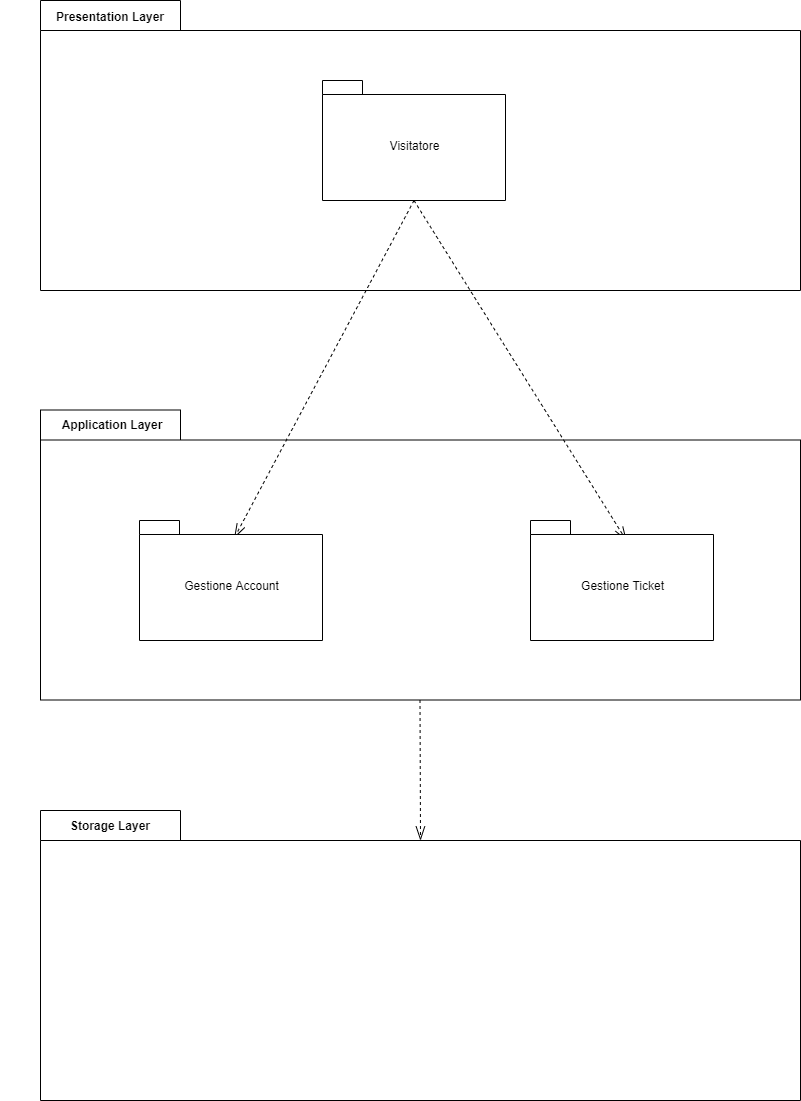 Presentation Layer
Visitatore
Application Layer
Gestione Account
Gestione Ticket
Storage Layer